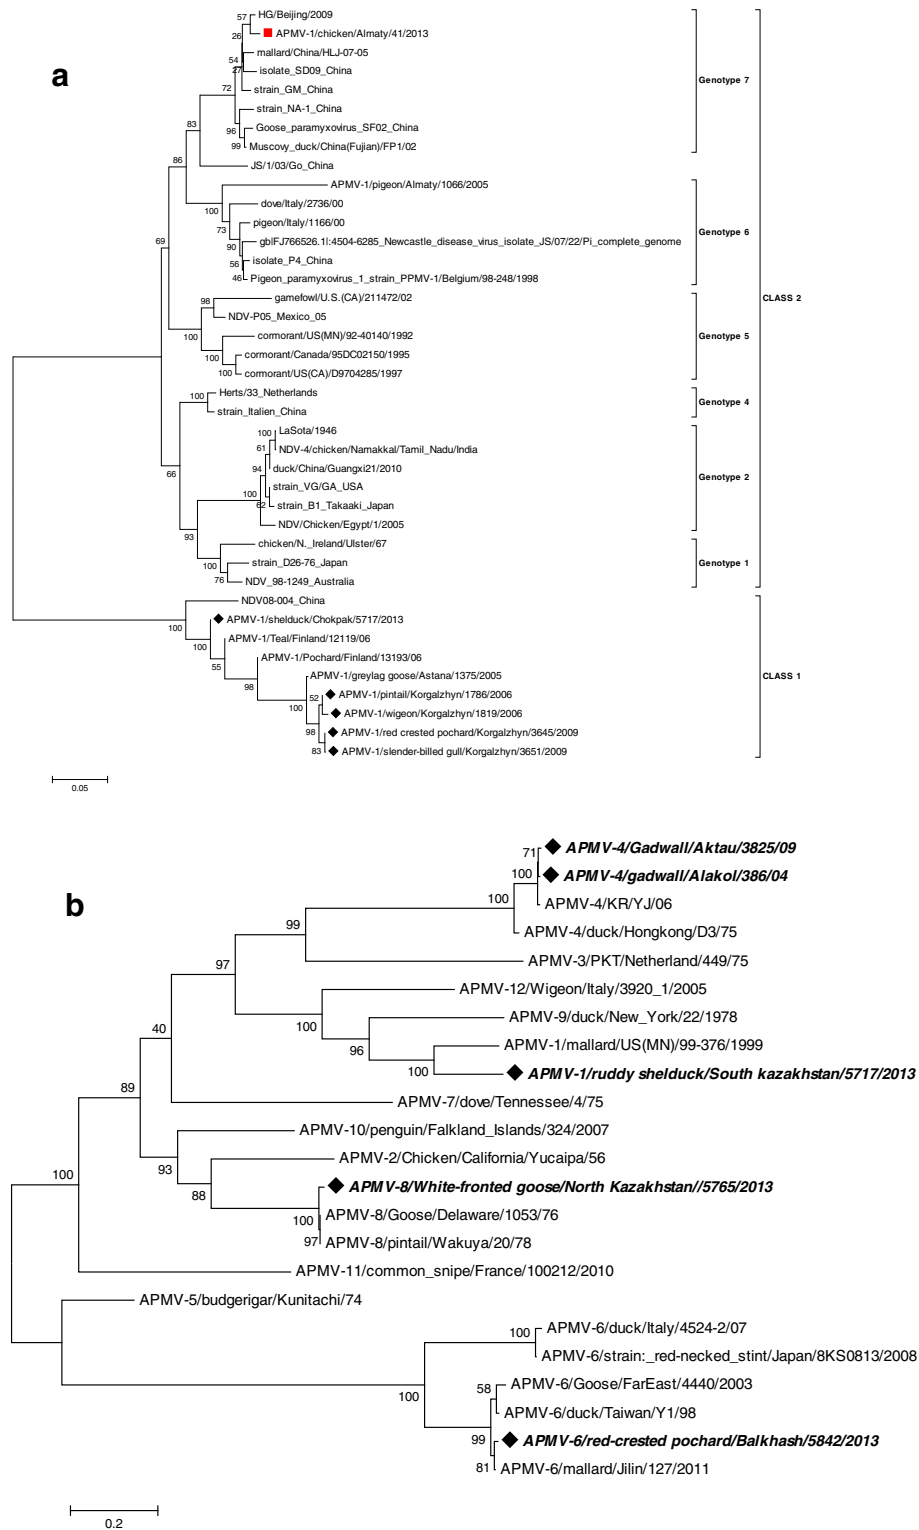 a
57
HG/Beijing/2009
26
APMV-1/chicken/Almaty/41/2013
mallard/China/HLJ-07-05
54
27
isolate_SD09_China
72
strain_GM_China
Genotype 7
strain_NA-1_China
83
96
Goose_paramyxovirus_SF02_China
99
Muscovy_duck/China(Fujian)/FP1/02
86
JS/1/03/Go_China
APMV-1/pigeon/Almaty/1066/2005
100
dove/Italy/2736/00
73
pigeon/Italy/1166/00
69
90
gb|FJ766526.1|:4504-6285_Newcastle_disease_virus_isolate_JS/07/22/Pi_complete_genome
Genotype 6
56
isolate_P4_China
46
Pigeon_paramyxovirus_1_strain_PPMV-1/Belgium/98-248/1998
98
gamefowl/U.S.(CA)/211472/02
CLASS 2
NDV-P05_Mexico_05
100
cormorant/US(MN)/92-40140/1992
Genotype 5
100
cormorant/Canada/95DC02150/1995
100
cormorant/US(CA)/D9704285/1997
100
Herts/33_Netherlands
Genotype 4
strain_Italien_China
100
LaSota/1946
61
NDV-4/chicken/Namakkal/Tamil_Nadu/India
66
94
duck/China/Guangxi21/2010
Genotype 2
100
strain_VG/GA_USA
62
strain_B1_Takaaki_Japan
NDV/Chicken/Egypt/1/2005
93
chicken/N._Ireland/Ulster/67
100
strain_D26-76_Japan
Genotype 1
76
NDV_98-1249_Australia
NDV08-004_China
100
APMV-1/shelduck/Chokpak/5717/2013
100
APMV-1/Teal/Finland/12119/06
55
APMV-1/Pochard/Finland/13193/06
98
APMV-1/greylag goose/Astana/1375/2005
CLASS 1
52
APMV-1/pintail/Korgalzhyn/1786/2006
100
APMV-1/wigeon/Korgalzhyn/1819/2006
98
APMV-1/red crested pochard/Korgalzhyn/3645/2009
83
APMV-1/slender-billed gull/Korgalzhyn/3651/2009
0.05
b
71
APMV-4/Gadwall/Aktau/3825/09
100
APMV-4/gadwall/Alakol/386/04
100
APMV-4/KR/YJ/06
99
APMV-4/duck/Hongkong/D3/75
97
APMV-3/PKT/Netherland/449/75
APMV-12/Wigeon/Italy/3920_1/2005
100
APMV-9/duck/New_York/22/1978
40
96
APMV-1/mallard/US(MN)/99-376/1999
100
APMV-1/ruddy shelduck/South kazakhstan/5717/2013
89
APMV-7/dove/Tennessee/4/75
APMV-10/penguin/Falkland_Islands/324/2007
93
APMV-2/Chicken/California/Yucaipa/56
100
88
APMV-8/White-fronted goose/North Kazakhstan//5765/2013
100
APMV-8/Goose/Delaware/1053/76
97
APMV-8/pintail/Wakuya/20/78
APMV-11/common_snipe/France/100212/2010
APMV-5/budgerigar/Kunitachi/74
100
APMV-6/duck/Italy/4524-2/07
APMV-6/strain:_red-necked_stint/Japan/8KS0813/2008
100
58
APMV-6/Goose/FarEast/4440/2003
APMV-6/duck/Taiwan/Y1/98
99
APMV-6/red-crested pochard/Balkhash/5842/2013
81
APMV-6/mallard/Jilin/127/2011
0.2